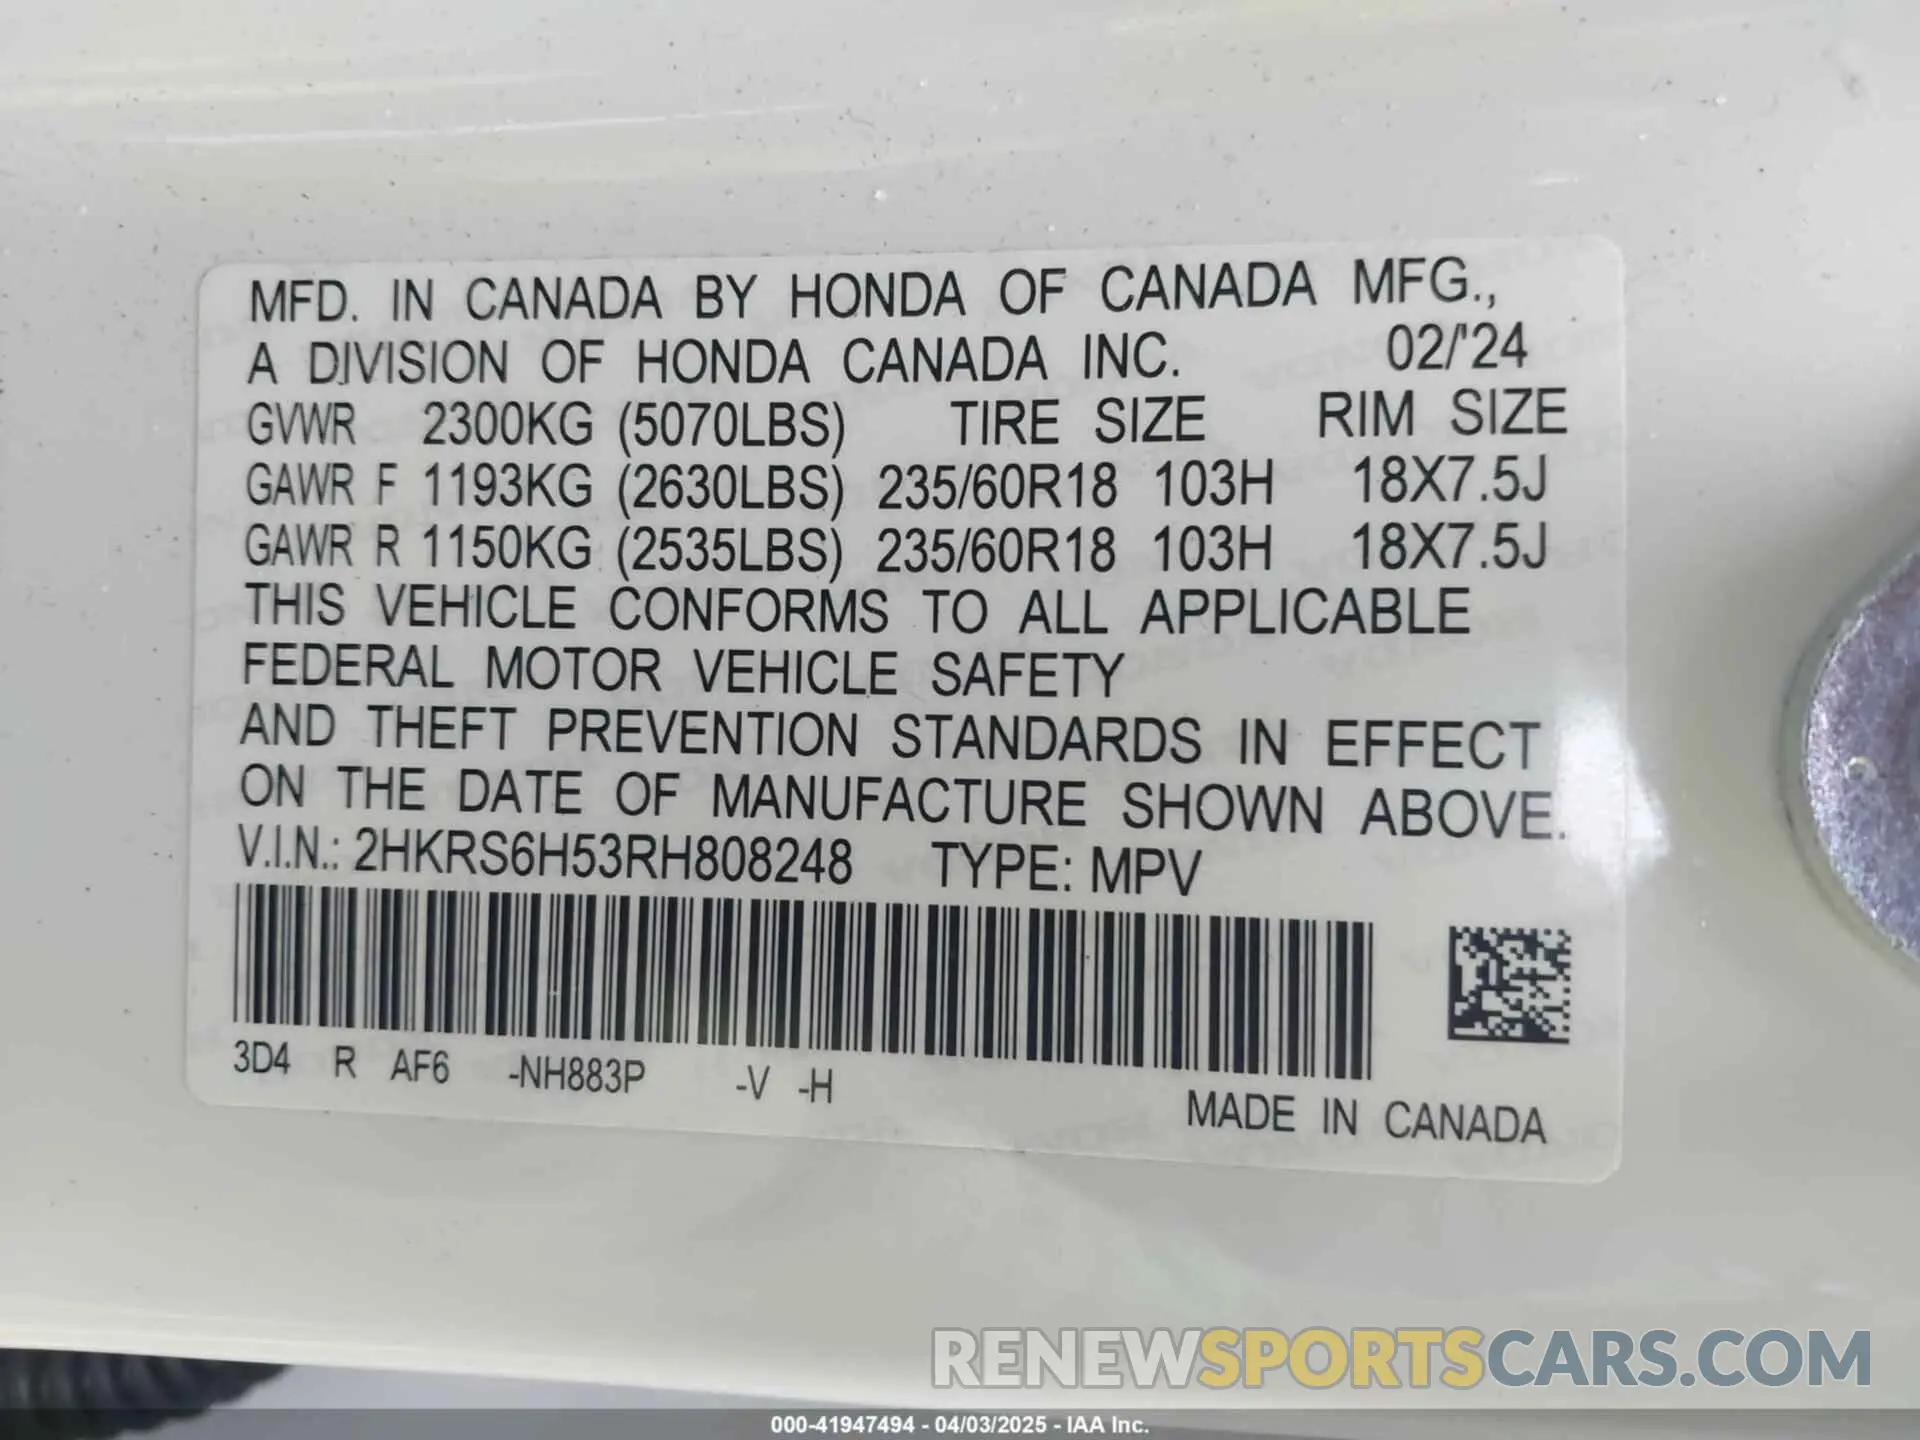 MFD. IN CANADA BY HONDA OF CANADA MFG.,
A DIVISION OF HONDA CANADA INC. 02/'24
GVWR 2300KG (5070LBS) TIRE SIZE RIM SIZE
GAWR F 1193KG (2630LBS) 235/60R18 103H 18X7.5J
GAWR R 1150KG (2535LBS) 235/60R18 103H 18X7.5J
THIS VEHICLE CONFORMS TO ALL APPLICABLE
FEDERAL MOTOR VEHICLE SAFETY
AND THEFT PREVENTION STANDARDS IN EFFECT
ON THE DATE OF MANUFACTURE SHOWN ABOVE.
V.I.N.: 2HKRS6H53RH808248 TYPE: MPV
3D4 R AF6 -NH883P -V -H
MADE IN CANADA
RENEWSPORTSCARS.COM
000-41947494 - 04/03/2025 - IAA Inc.